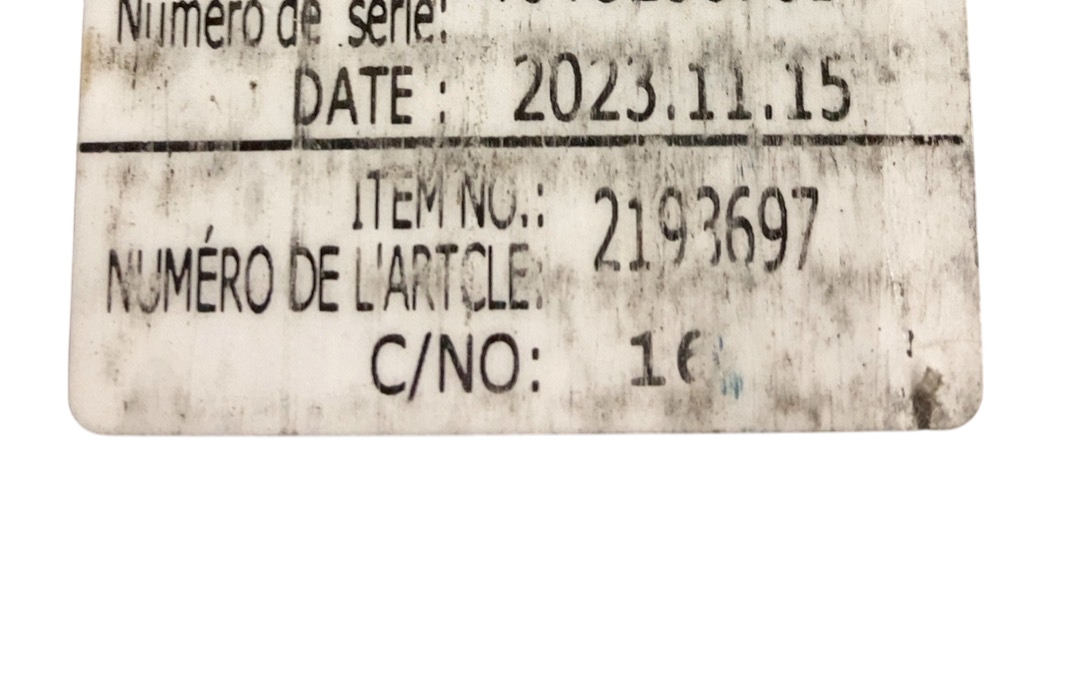 Numéro de série:
DATE : 2023.11.15
ITEM NO.: 2193697
NUMÉRO DE L'ARTCLE:
C/NO: